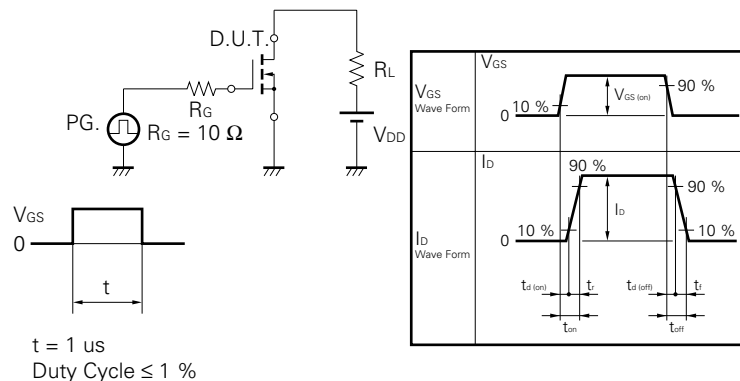 D.U.T.
RL
RG
PG.
RG = 10 Ω
VDD
VGS
0
t
t = 1 us
Duty Cycle ≤ 1 %
VGS
Wave Form
VGS
VGS (on)
10 %
90 %
0
ID
Wave Form
ID
90 %
90 %
ID
10 %
10 %
0
td (on)
tr
td (off)
tf
ton
toff